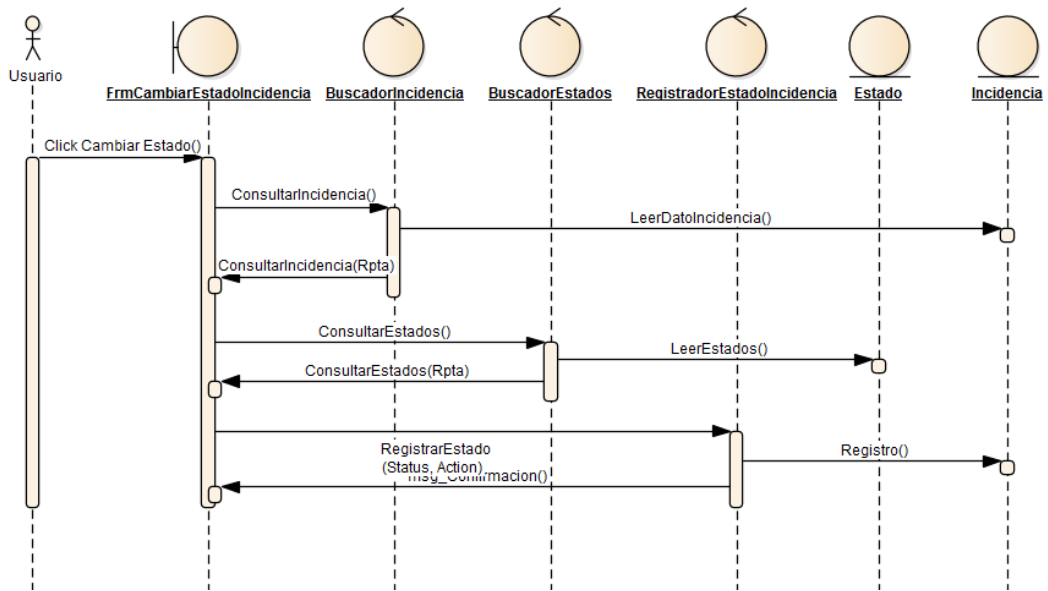 Usuario
FrmCambiarEstadoIncidencia
BuscadorIncidencia
BuscadorEstados
RegistradorEstadoIncidencia
Estado
Incidencia
Click Cambiar Estado()
ConsultarIncidencia()
LeerDatoIncidencia()
ConsultarIncidencia(Rpta)
ConsultarEstados()
LeerEstados()
ConsultarEstados(Rpta)
RegistrarEstado
(Status, Action)
Registro()
msg_Confirmacion()